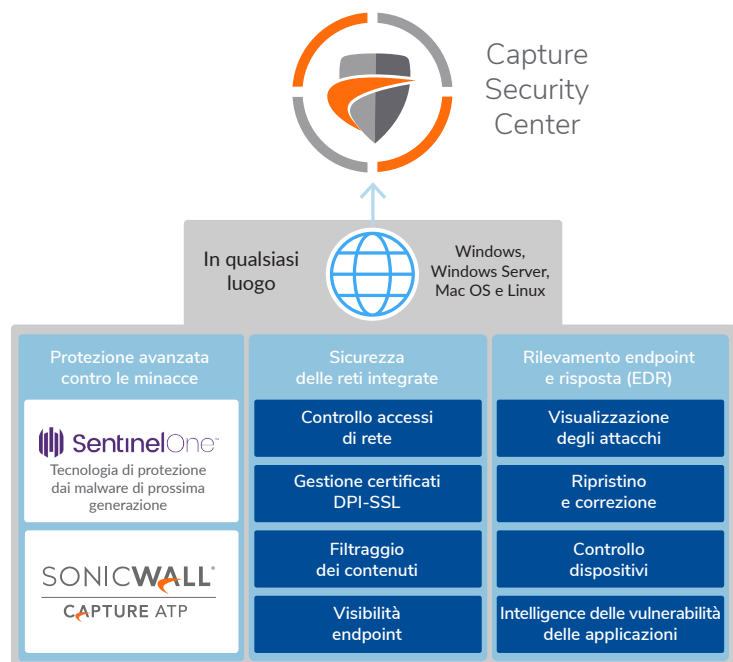 Capture
Security
Center
In qualsiasi
luogo
Windows,
Windows Server,
Mac OS e Linux
Protezione avanzata
contro le minacce
SentinelOne™
Tecnologia di protezione
dai malware di prossima
generazione
SONICWALL®
CAPTURE ATP
Sicurezza
delle reti integrate
Controllo accessi
di rete
Gestione certificati
DPI-SSL
Filtraggio
dei contenuti
Visibilità
endpoint
Rilevamento endpoint
e risposta (EDR)
Visualizzazione
degli attacchi
Ripristino
e correzione
Controllo
dispositivi
Intelligence delle vulnerabilità
delle applicazioni